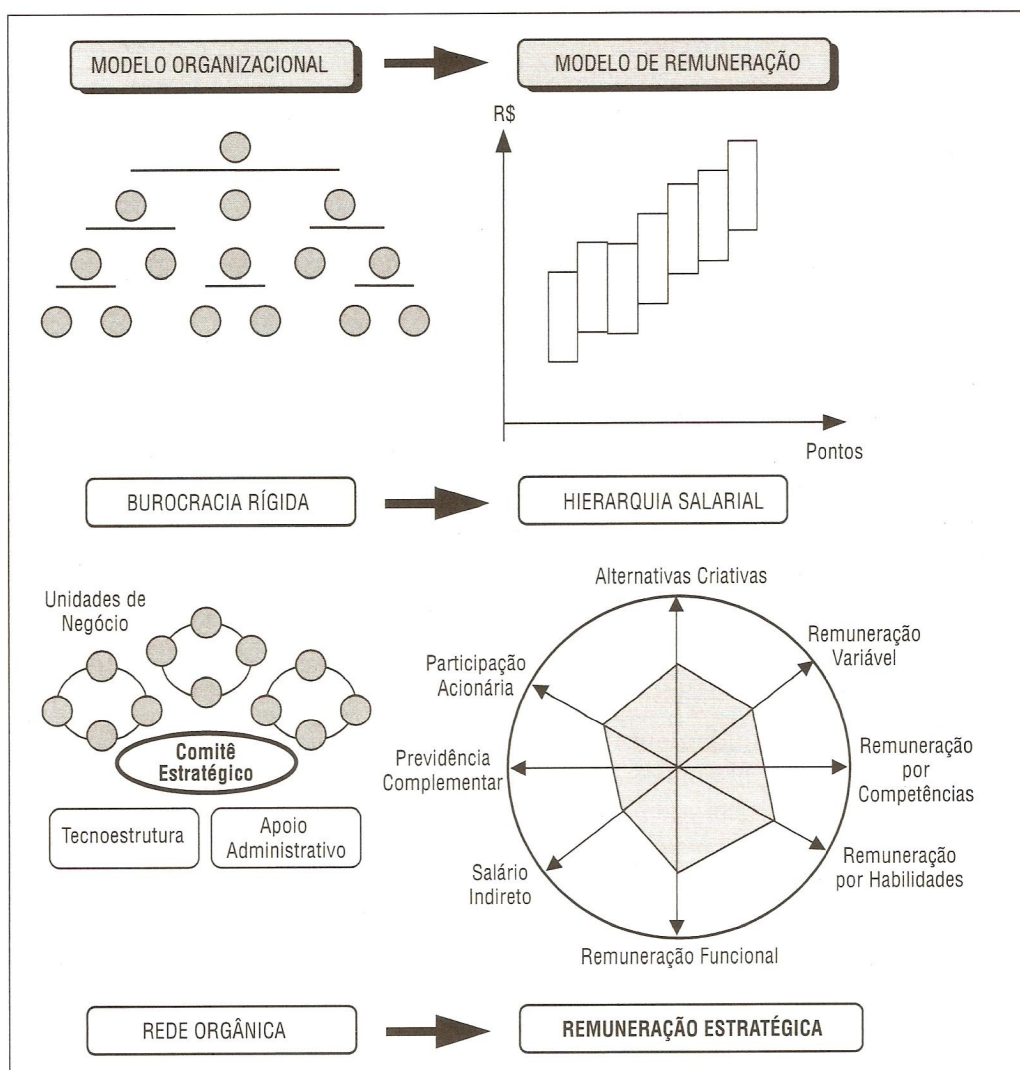 MODELO ORGANIZACIONAL
MODELO DE REMUNERAÇÃO
R$
Pontos
BUROCRACIA RÍGIDA
HIERARQUIA SALARIAL
Unidades de
Negócio
Comitê
Estratégico
Tecnoestrutura
Apoio
Administrativo
Alternativas Criativas
Remuneração
Variável
Participação
Acionária
Previdência
Complementar
Remuneração
por
Competências
Salário
Indireto
Remuneração
por Habilidades
Remuneração Funcional
REDE ORGÂNICA
REMUNERAÇÃO ESTRATÉGICA